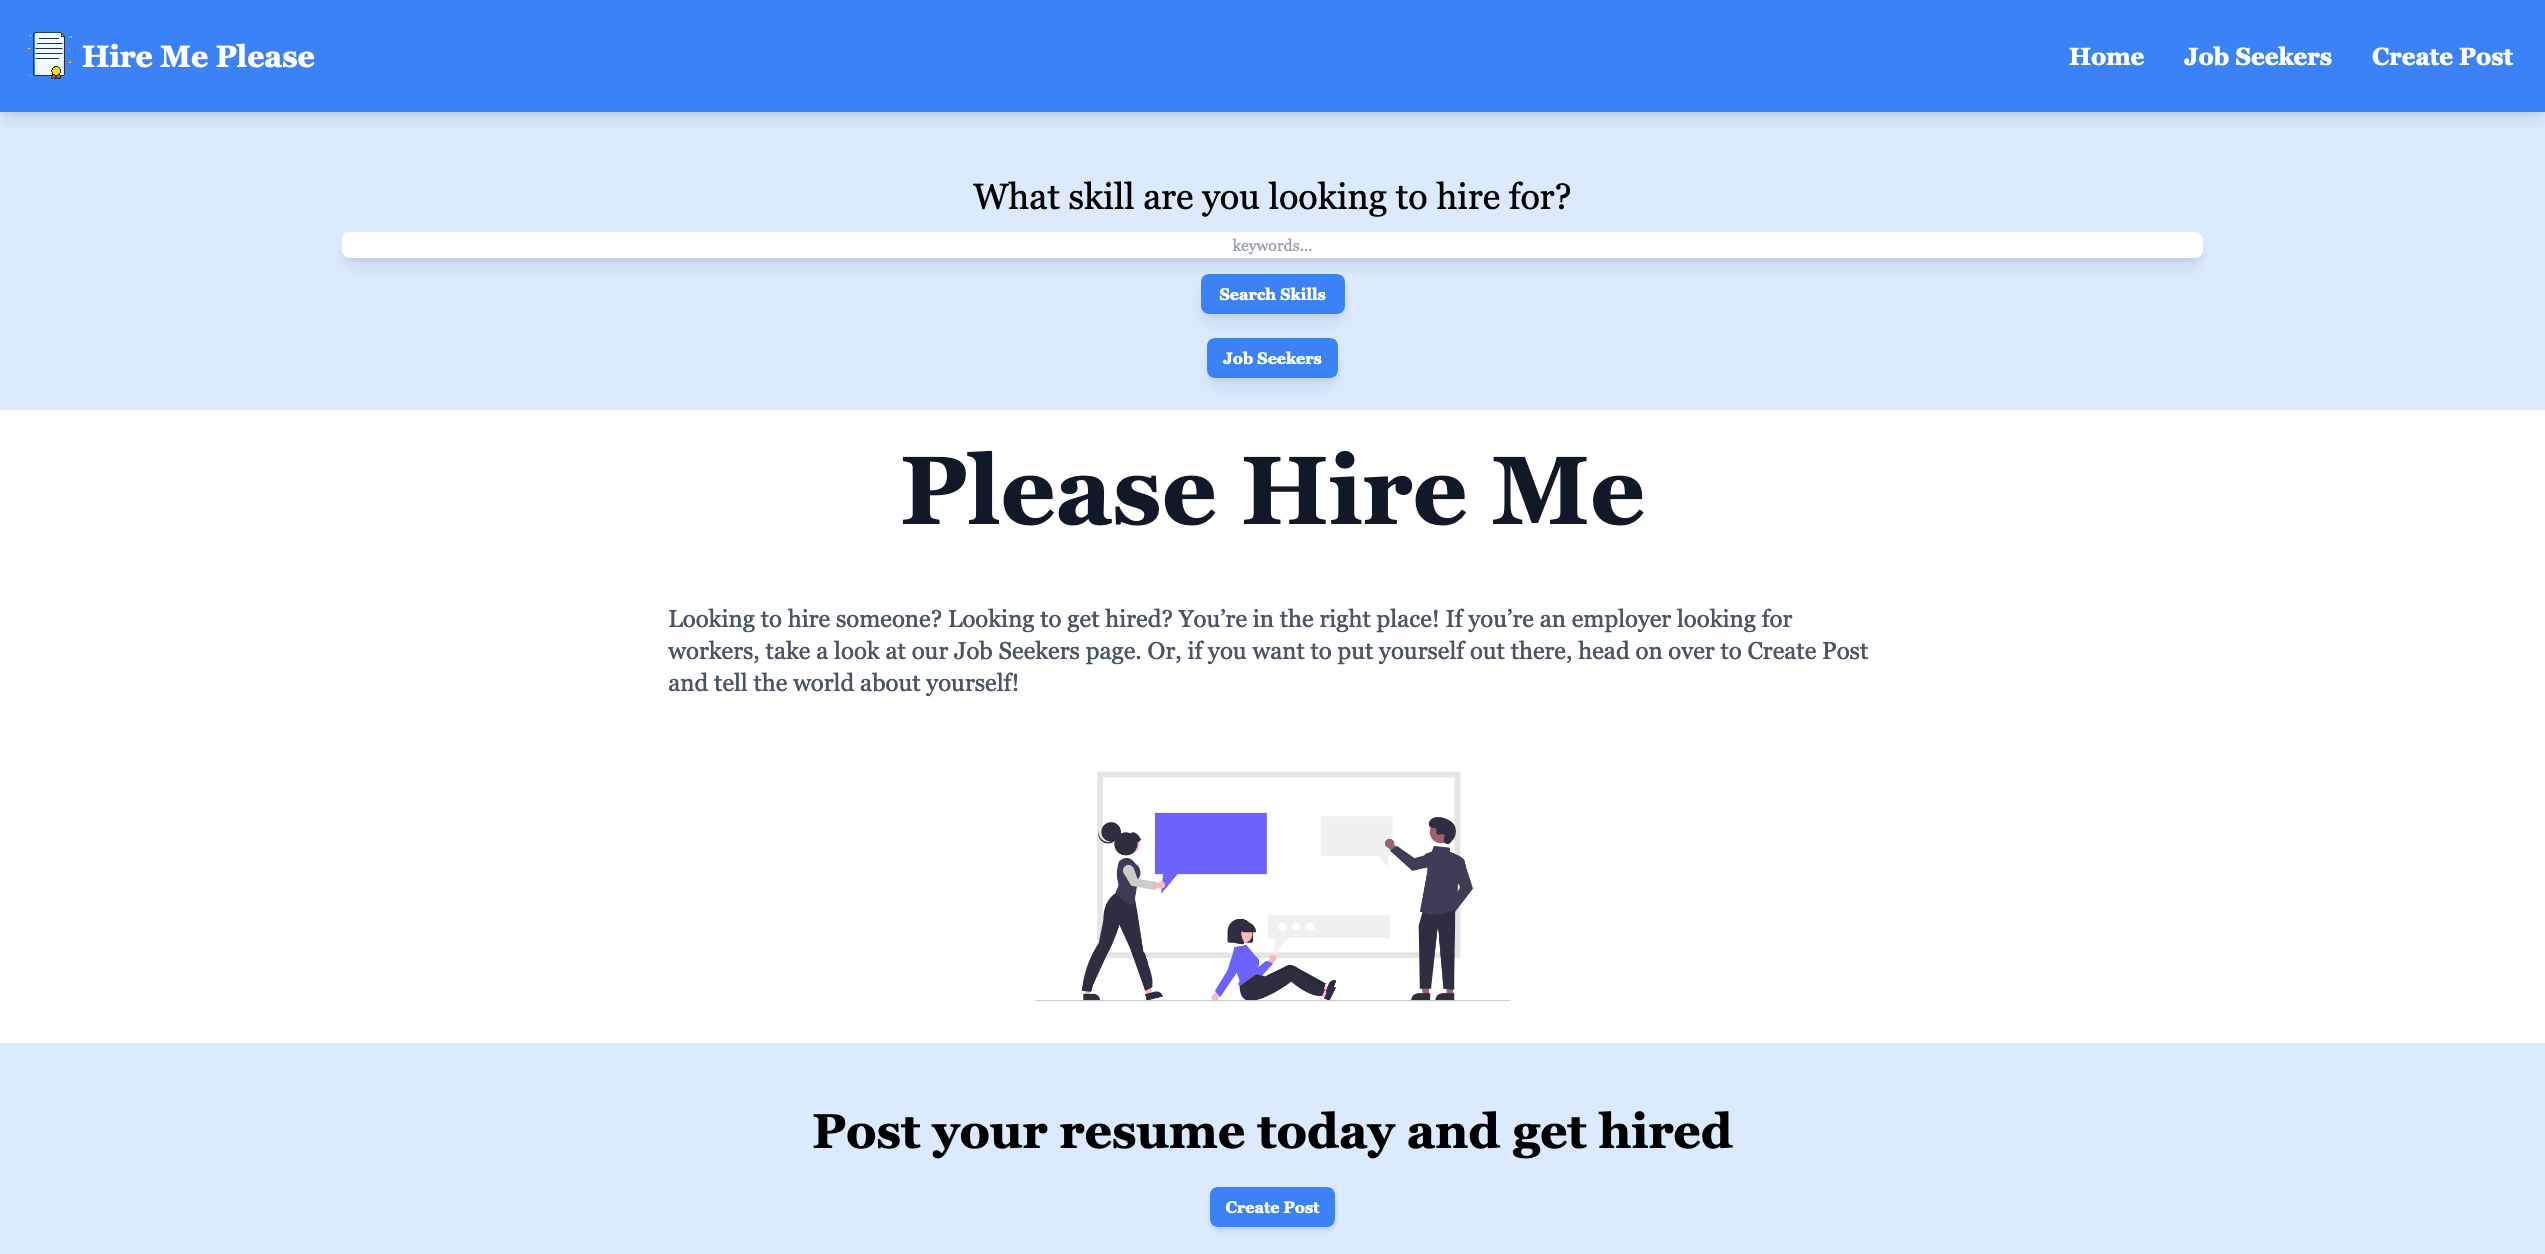 Hire Me Please
Home
Job Seekers
Create Post
What skill are you looking to hire for?
keywords...
Search Skills
Job Seekers
Please Hire Me
Looking to hire someone? Looking to get hired? You’re in the right place! If you’re an employer looking for
workers, take a look at our Job Seekers page. Or, if you want to put yourself out there, head on over to Create Post
and tell the world about yourself!
Post your resume today and get hired
Create Post